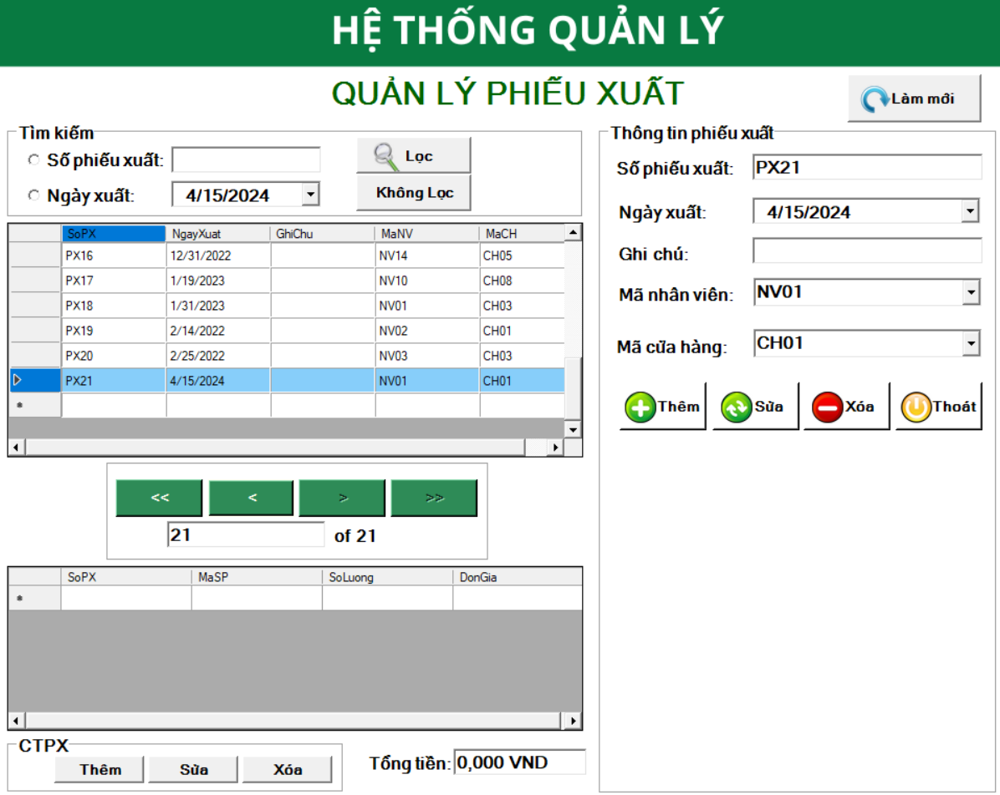 HỆ THỐNG QUẢN LÝ
QUẢN LÝ PHIẾU XUẤT
Làm mới
Tìm kiếm
Số phiếu xuất:
Lọc
Ngày xuất: 4/15/2024
Không Lọc
SoPX NgayXuat GhiChu MaNV MaCH
PX16 12/31/2022 NV14 CH05
PX17 1/19/2023 NV10 CH08
PX18 1/31/2023 NV01 CH03
PX19 2/14/2022 NV02 CH01
PX20 2/25/2022 NV03 CH03
PX21 4/15/2024 NV01 CH01
*
<< < > >>
21 of 21
SoPX MaSP SoLuong DonGia
*
CTPX
Thêm Sửa Xóa
Tổng tiền: 0,000 VND
Thông tin phiếu xuất
Số phiếu xuất: PX21
Ngày xuất: 4/15/2024
Ghi chú:
Mã nhân viên: NV01
Mã cửa hàng: CH01
Thêm Sửa Xóa Thoát